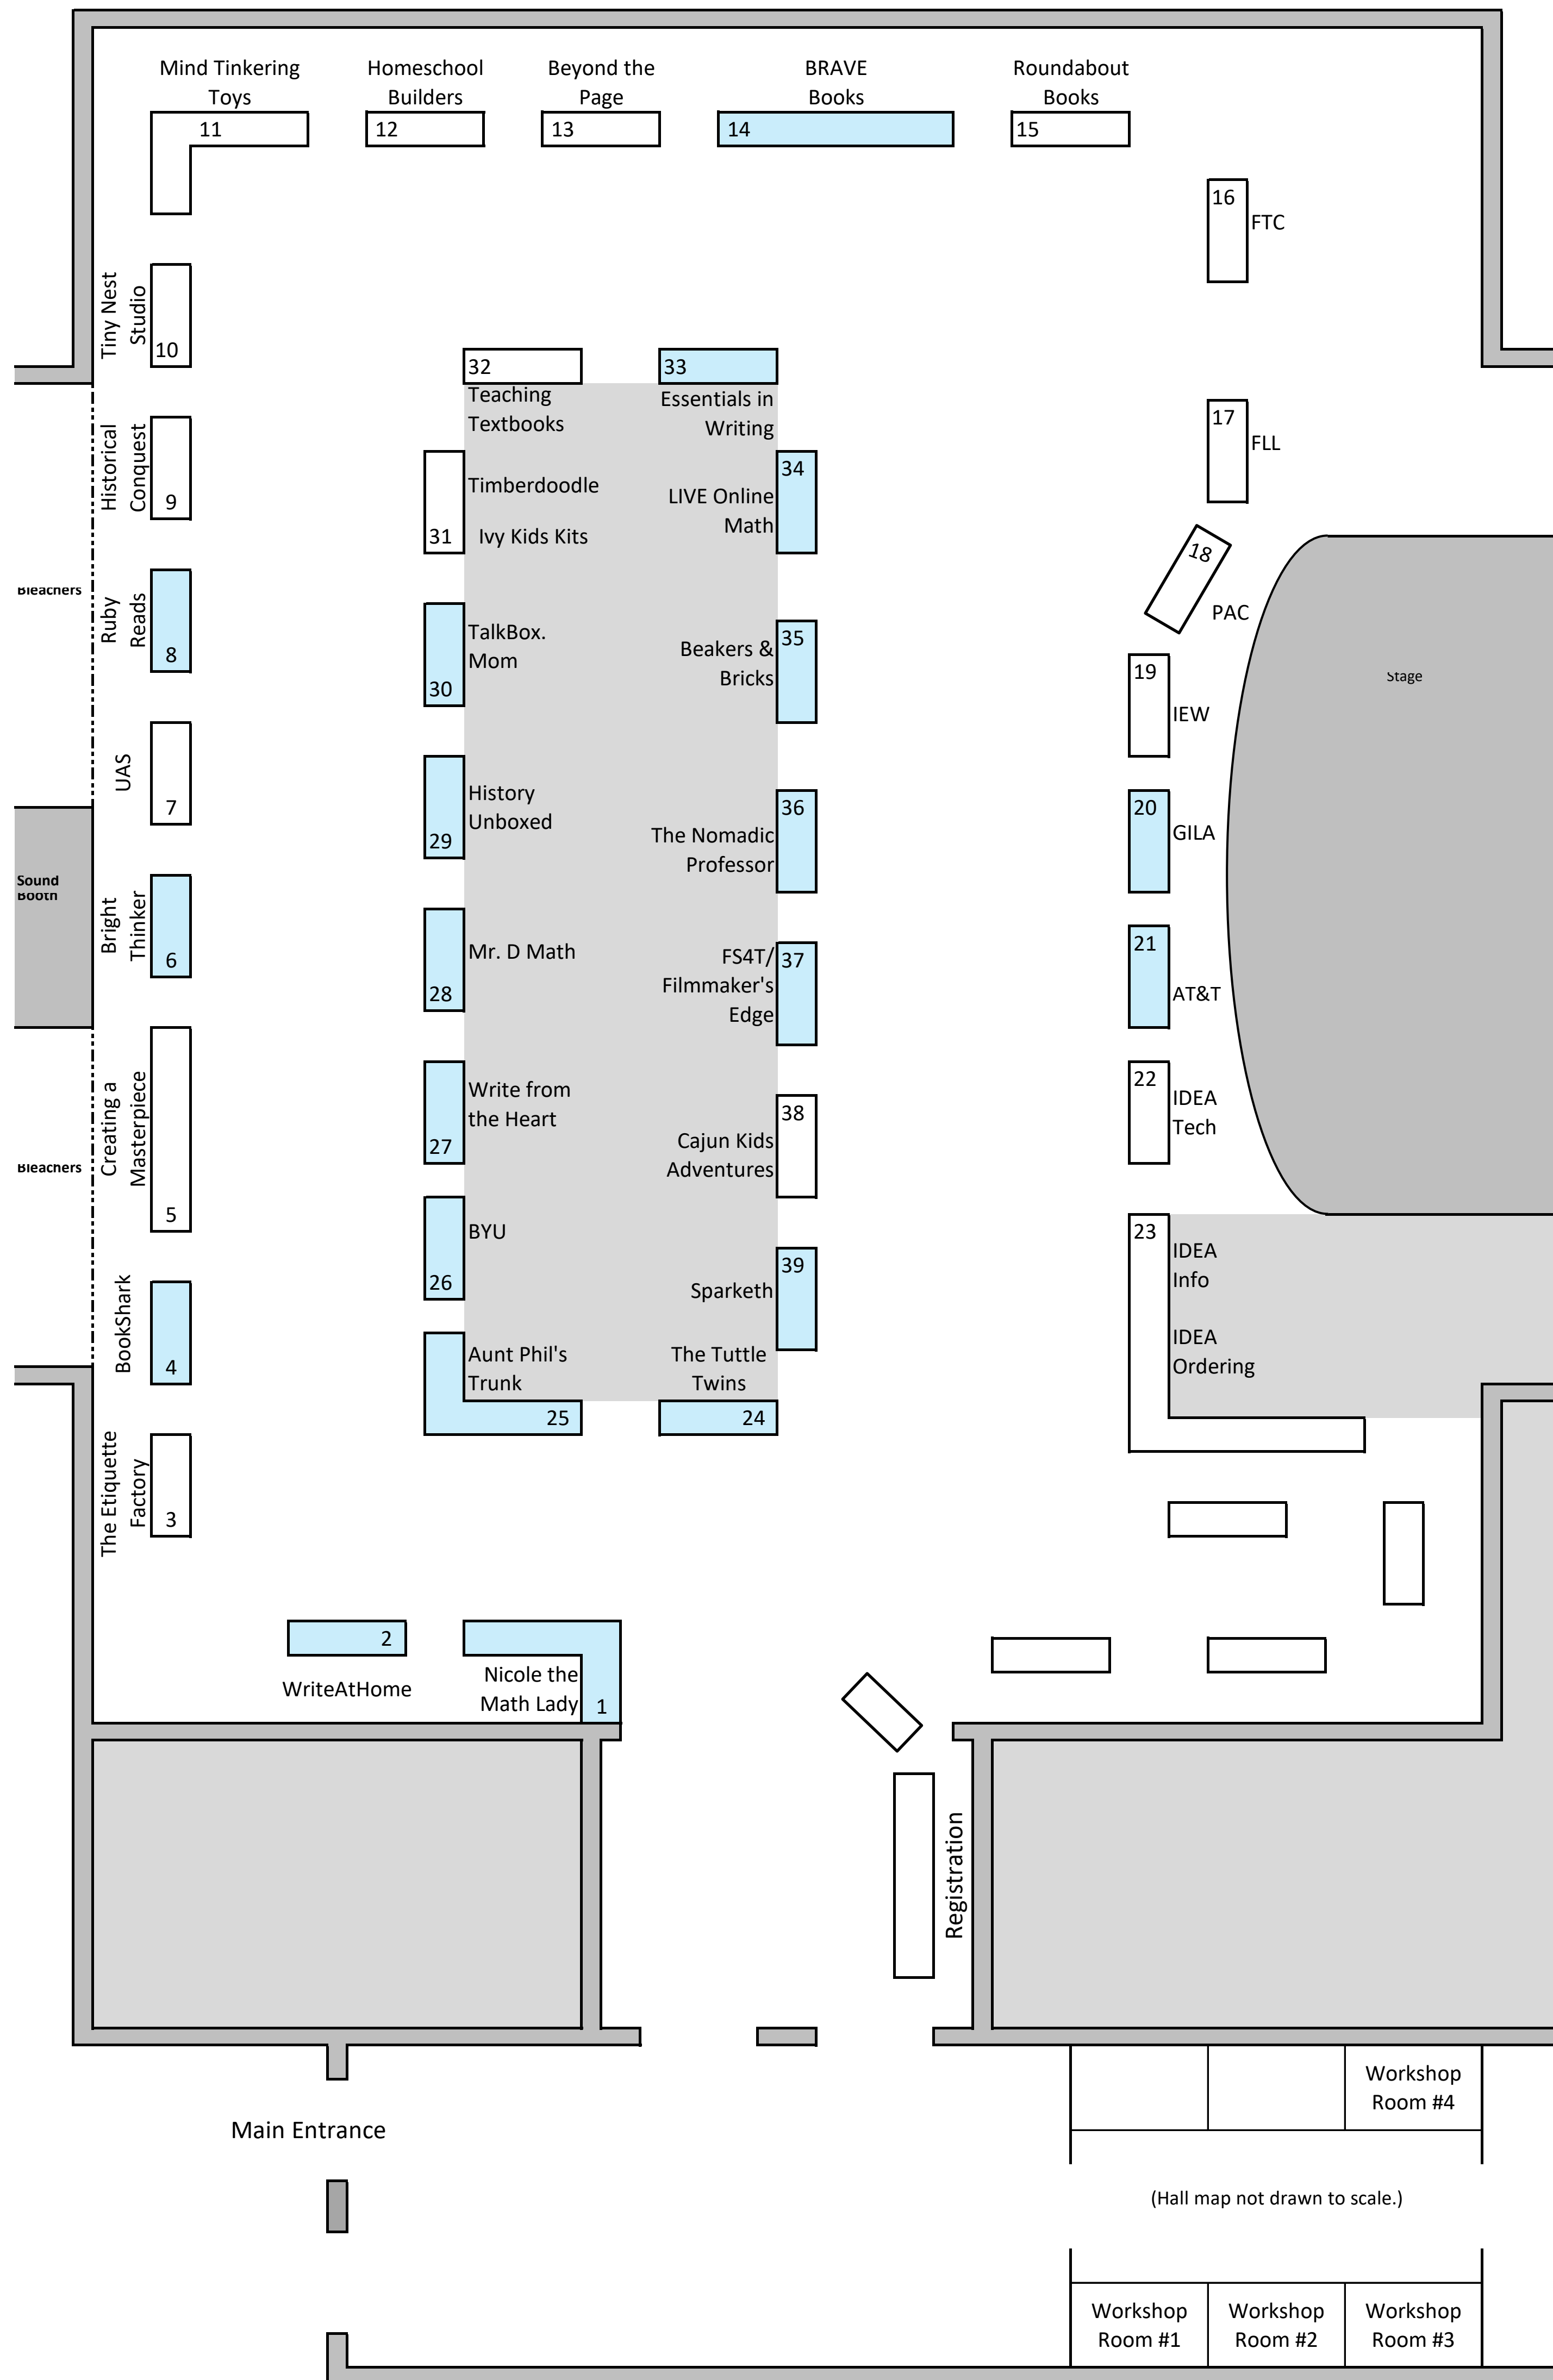 Mind Tinkering
Toys
11
Homeschool
Builders
12
Beyond the
Page
13
BRAVE
Books
14
Roundabout
Books
15
16
FTC
Tiny Nest
Studio
10
32
Teaching
Textbooks
33
Essentials in
Writing
17
FLL
Historical
Conquest
9
Timberdoodle
31
Ivy Kids Kits
34
LIVE Online
Math
18
PAC
Bleachers
Ruby
Reads
8
TalkBox.
Mom
30
35
Beakers &
Bricks
19
IEW
Stage
UAS
7
History
Unboxed
29
36
The Nomadic
Professor
20
GILA
Sound
Booth
Bright
Thinker
6
Mr. D Math
28
37
FS4T/
Filmmaker's
Edge
21
AT&T
Bleachers
Creating a
Masterpiece
5
Write from
the Heart
27
38
Cajun Kids
Adventures
22
IDEA
Tech
BYU
26
39
Sparketh
23
IDEA
Info
IDEA
Ordering
BookShark
4
Aunt Phil's
Trunk
25
The Tuttle
Twins
24
The Etiquette
Factory
3
2
WriteAtHome
Nicole the
Math Lady
1
Registration
Main Entrance
Workshop
Room #4
(Hall map not drawn to scale.)
Workshop
Room #1
Workshop
Room #2
Workshop
Room #3